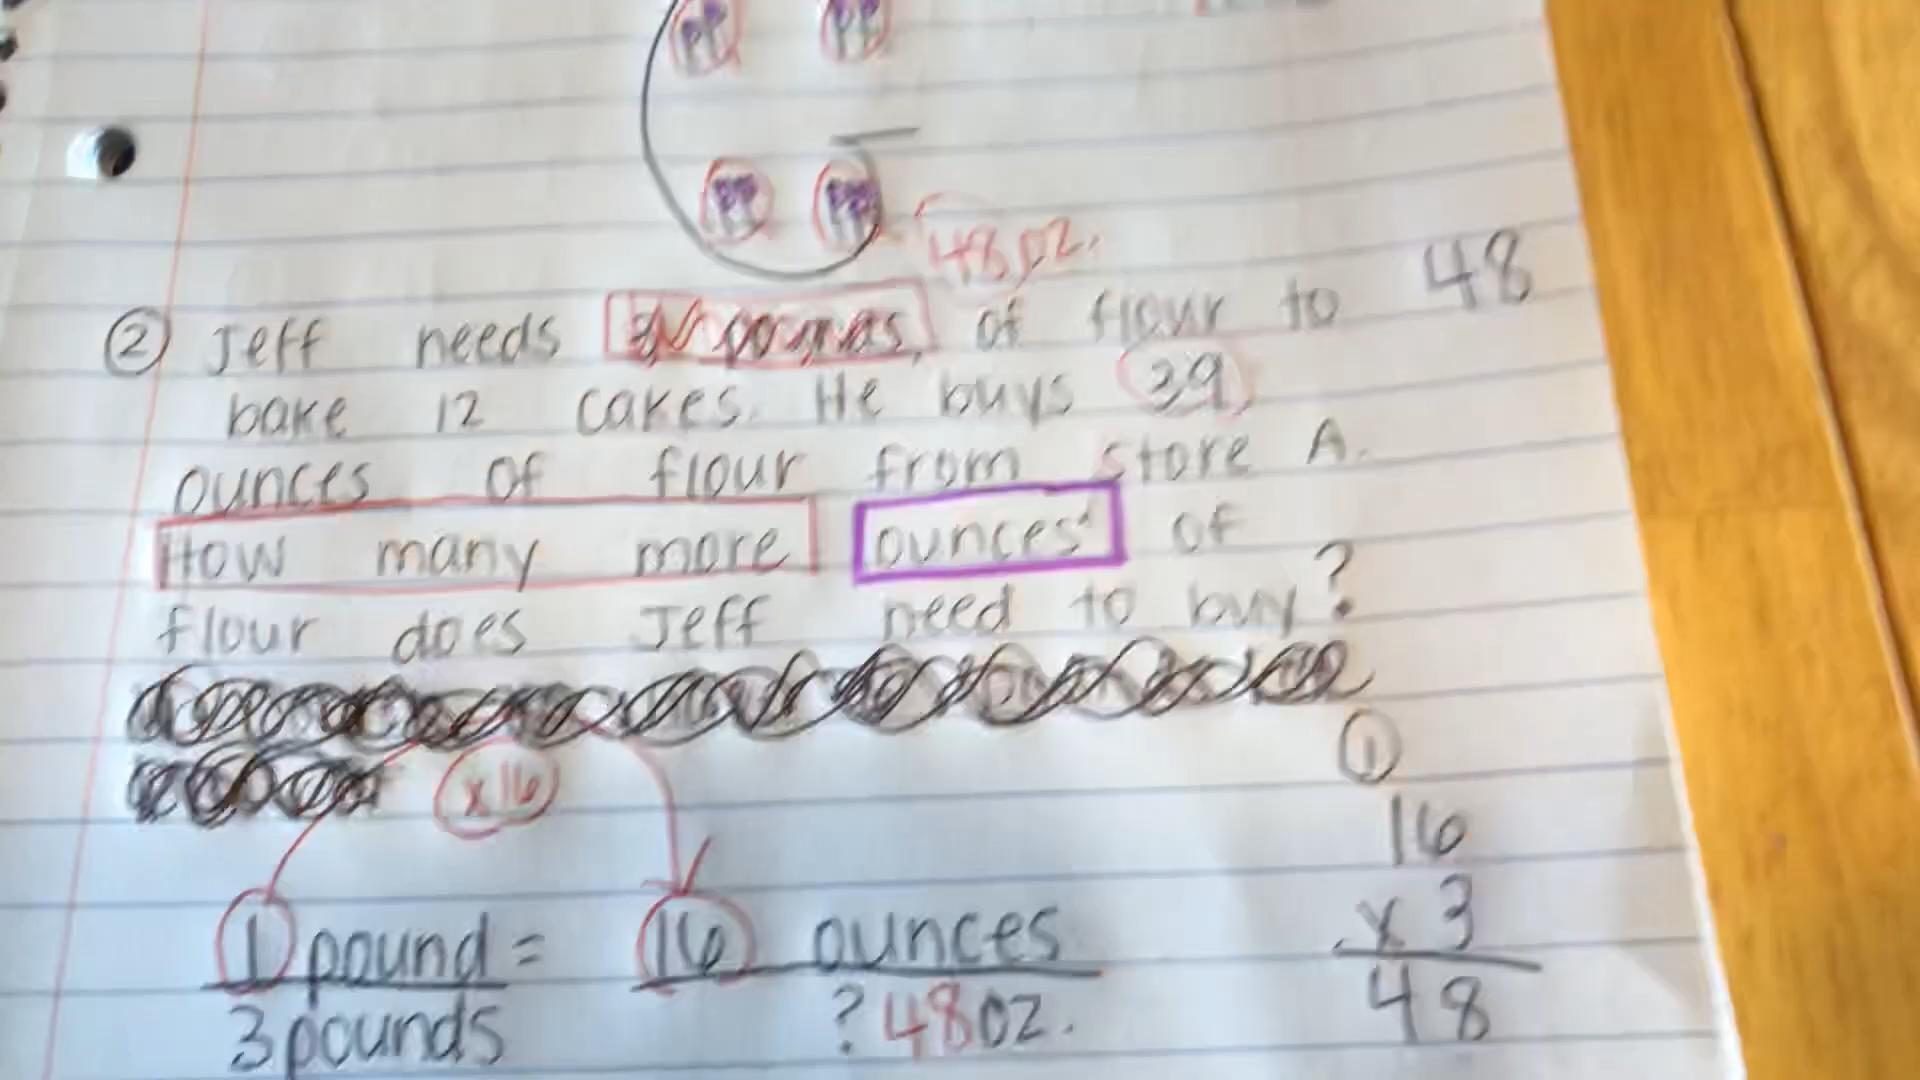 PP PP
PP PP
48 oz.
48
② Jeff needs 3 pounds, of flour to
bake 12 cakes. He buys 39
ounces of flour from store A.
How many more ounces of
flour does Jeff need to buy?
x16
1
16
x 3
48
1 pound = 16 ounces
3 pounds ? 48 oz.